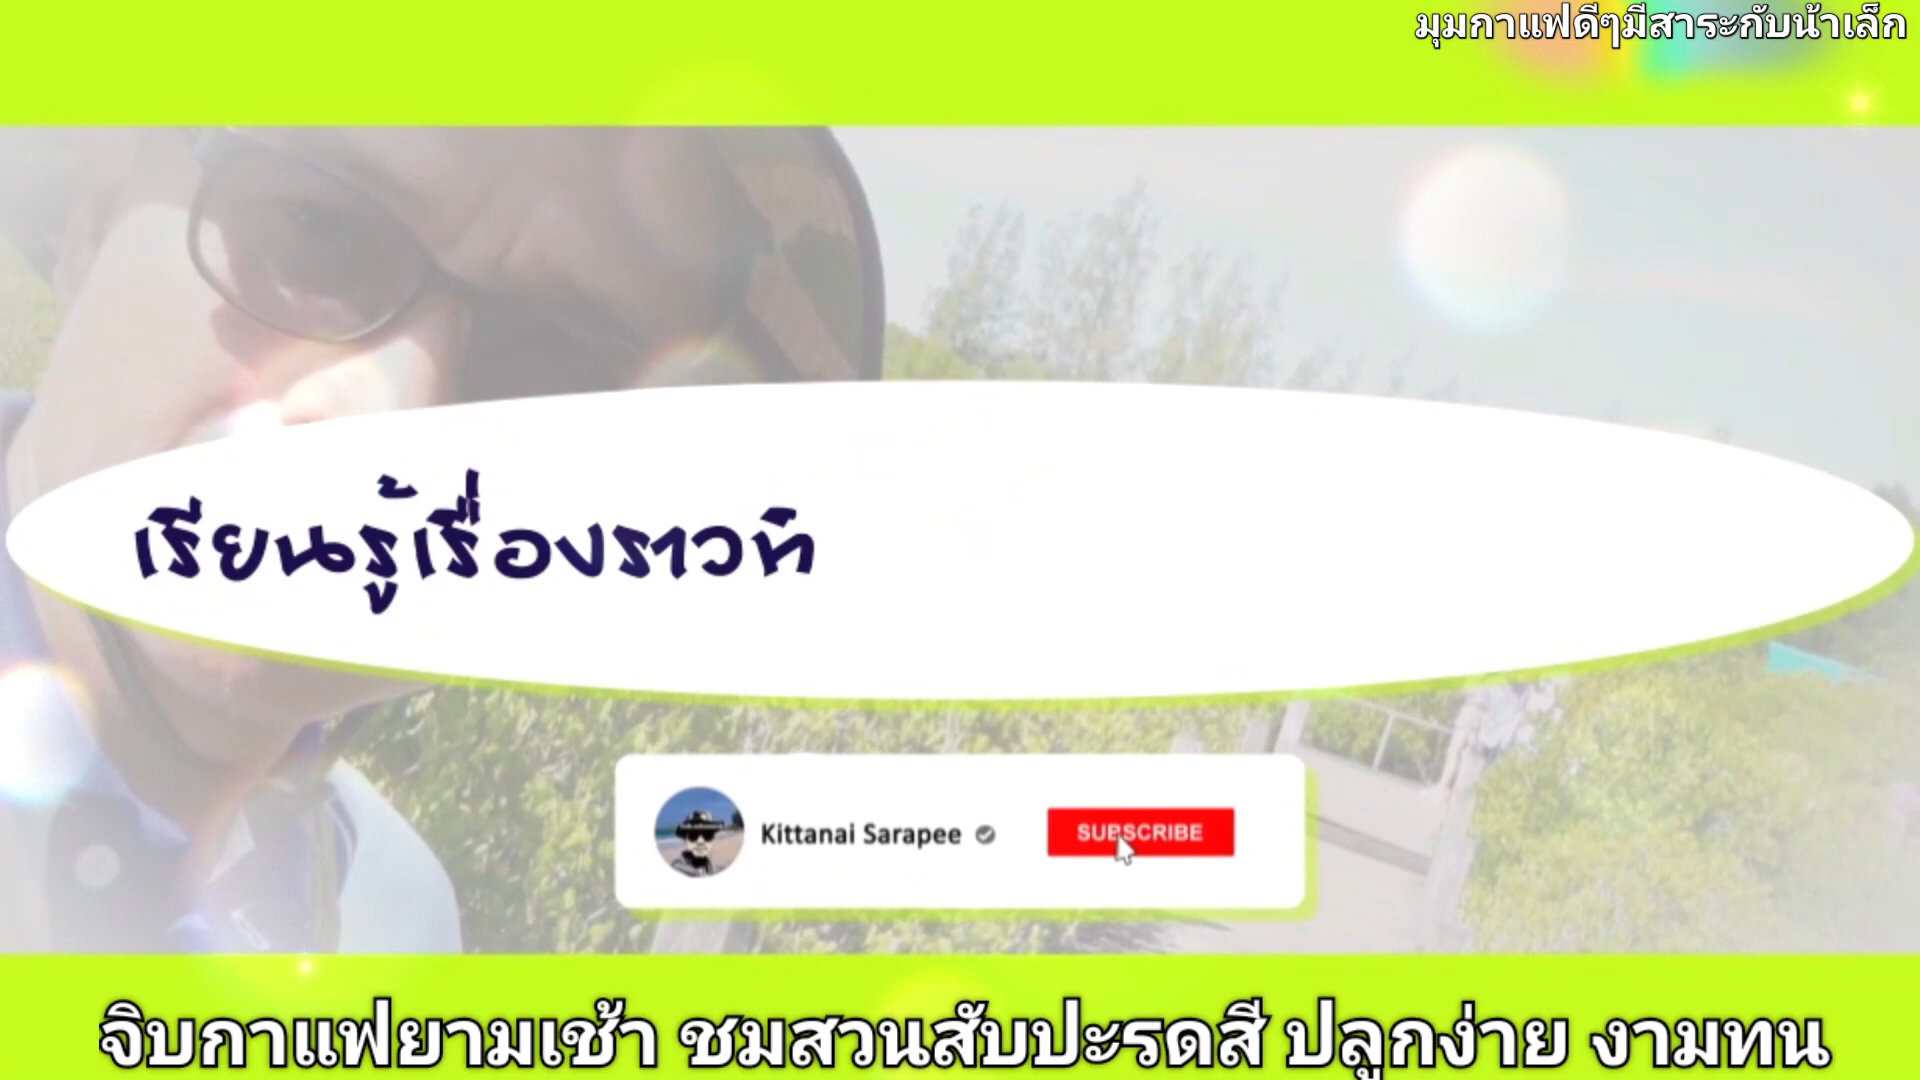 มุมกาแฟดีๆมีสาระกับน้าเล็ก
เรียนรู้เรื่องราวที
Kittanai Sarapee
SUBSCRIBE
จิบกาแฟยามเช้า ชมสวนสับปะรดสี ปลูกง่าย งามทน